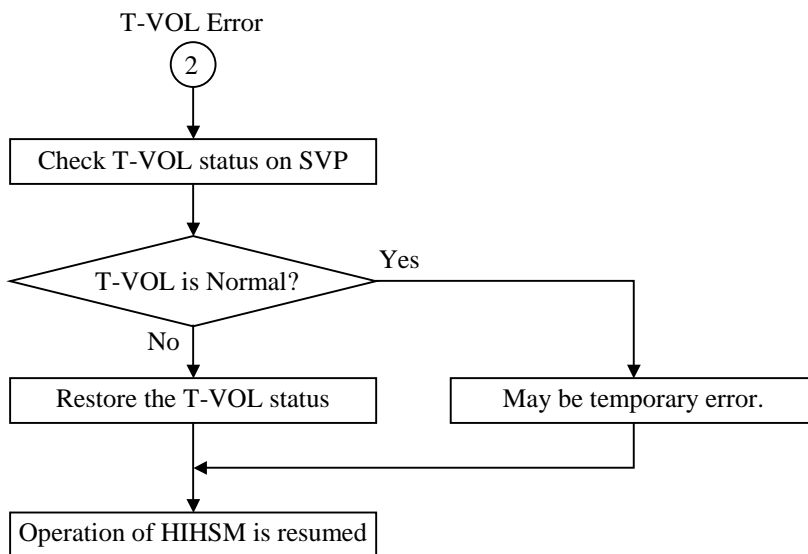 T-VOL Error
2
Check T-VOL status on SVP
T-VOL is Normal?
Yes
No
Restore the T-VOL status
May be temporary error.
Operation of HIHSM is resumed